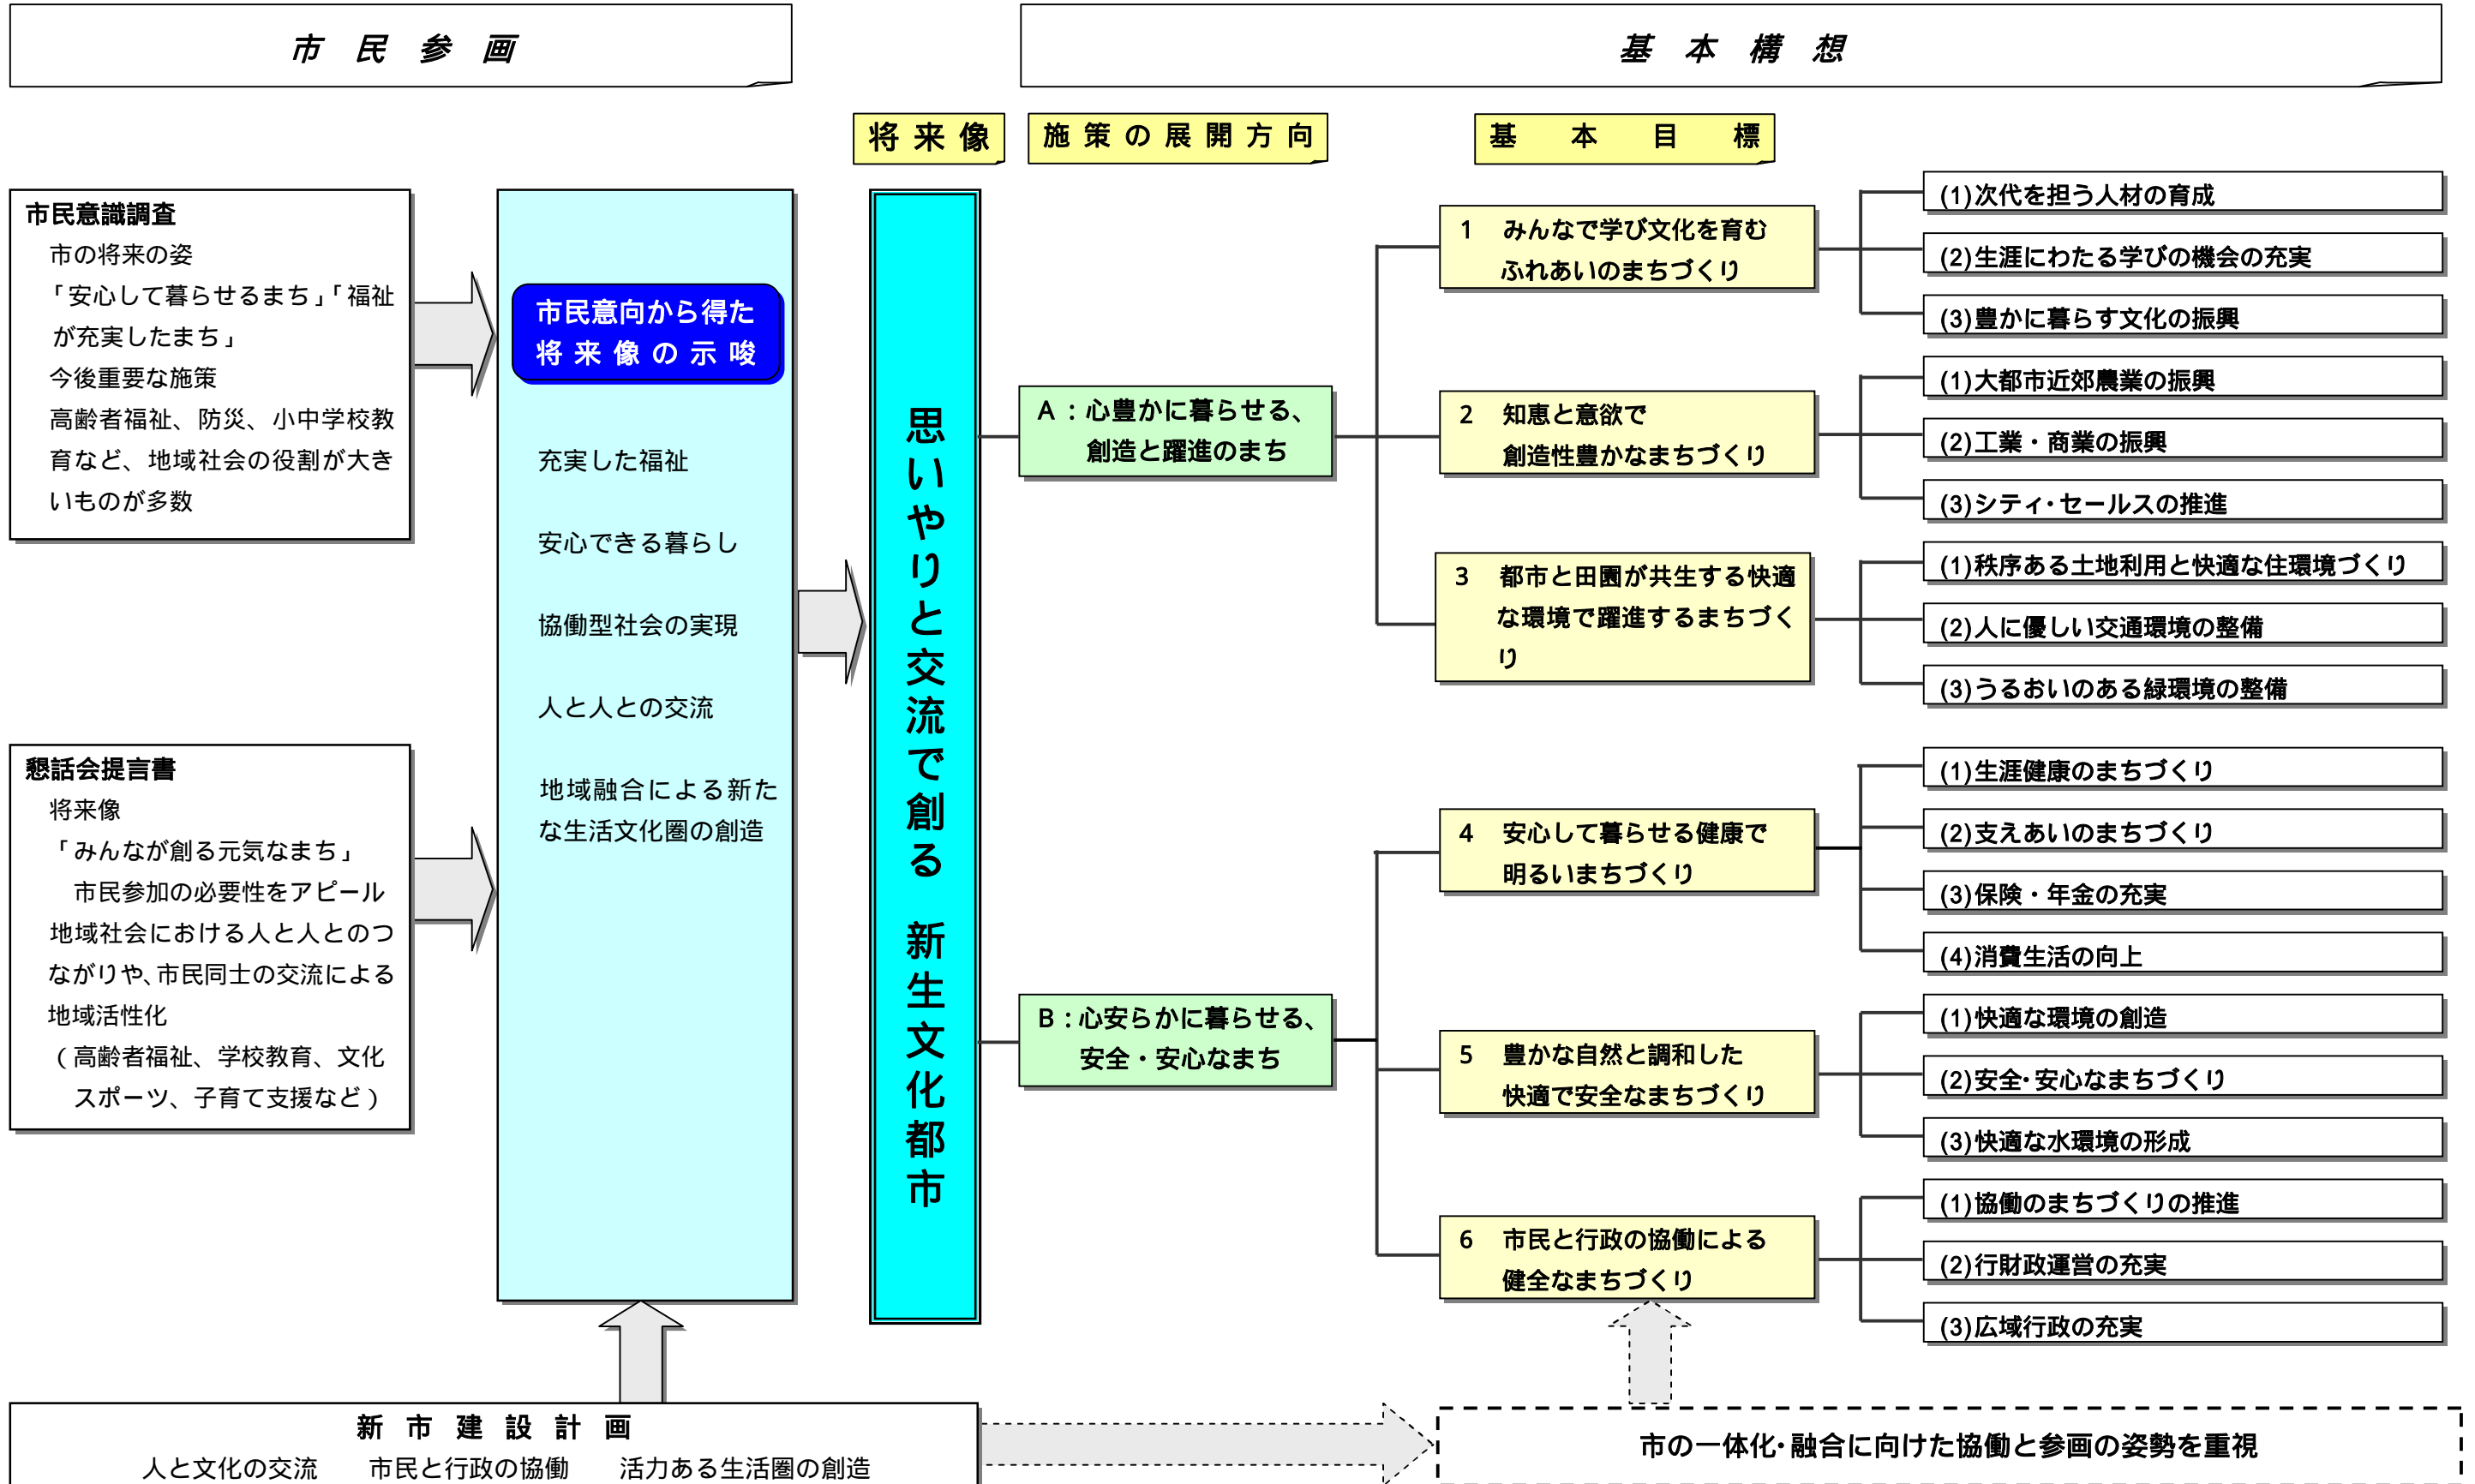 市民参画
基本構想
将来像
施策の展開方向
基本目標
市民意識調査
市の将来の姿
「安心して暮らせるまち」「福祉
が充実したまち」
今後重要な施策
高齢者福祉、防災、小中学校教
育など、地域社会の役割が大き
いものが多数
懇話会提言書
将来像
「みんなが創る元気なまち」
市民参加の必要性をアピール
地域社会における人と人とのつ
ながりや、市民同士の交流による
地域活性化
(高齢者福祉、学校教育、文化
スポーツ、子育て支援など)
市民意向から得た
将来像の示唆
充実した福祉
安心できる暮らし
協働型社会の実現
人と人との交流
地域融合による新た
な生活文化圏の創造
思いやりと交流で創る 新生文化都市
A:心豊かに暮らせる、
創造と躍進のまち
1 みんなで学び文化を育む
ふれあいのまちづくり
(1)次代を担う人材の育成
(2)生涯にわたる学びの機会の充実
(3)豊かに暮らす文化の振興
2 知恵と意欲で
創造性豊かなまちづくり
(1)大都市近郊農業の振興
(2)工業・商業の振興
(3)シティ・セールスの推進
3 都市と田園が共生する快適
な環境で躍進するまちづく
り
(1)秩序ある土地利用と快適な住環境づくり
(2)人に優しい交通環境の整備
(3)うるおいのある緑環境の整備
B:心安らかに暮らせる、
安全・安心なまち
4 安心して暮らせる健康で
明るいまちづくり
(1)生涯健康のまちづくり
(2)支えあいのまちづくり
(3)保険・年金の充実
(4)消費生活の向上
5 豊かな自然と調和した
快適で安全なまちづくり
(1)快適な環境の創造
(2)安全・安心なまちづくり
(3)快適な水環境の形成
6 市民と行政の協働による
健全なまちづくり
(1)協働のまちづくりの推進
(2)行財政運営の充実
(3)広域行政の充実
新市建設計画
人と文化の交流 市民と行政の協働 活力ある生活圏の創造
市の一体化・融合に向けた協働と参画の姿勢を重視